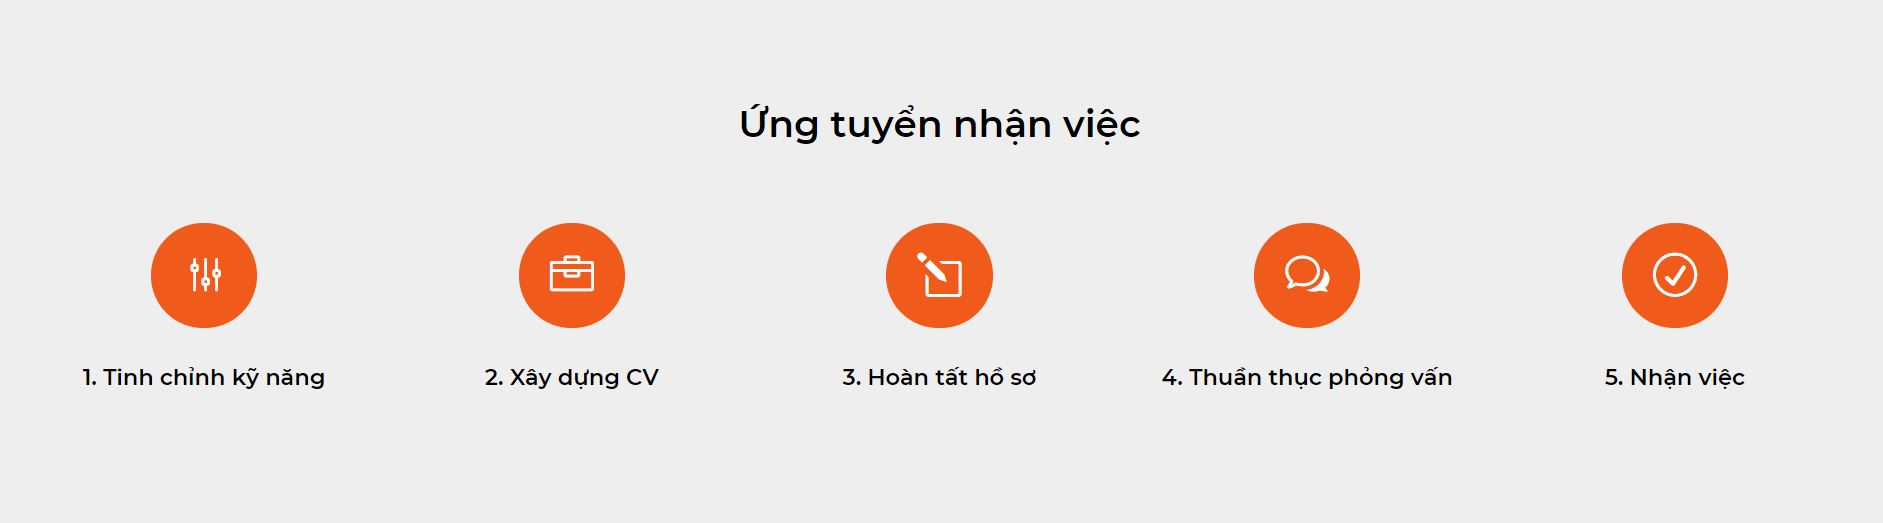 Ứng tuyển nhận việc
1. Tinh chỉnh kỹ năng
2. Xây dựng CV
3. Hoàn tất hồ sơ
4. Thuần thục phỏng vấn
5. Nhận việc